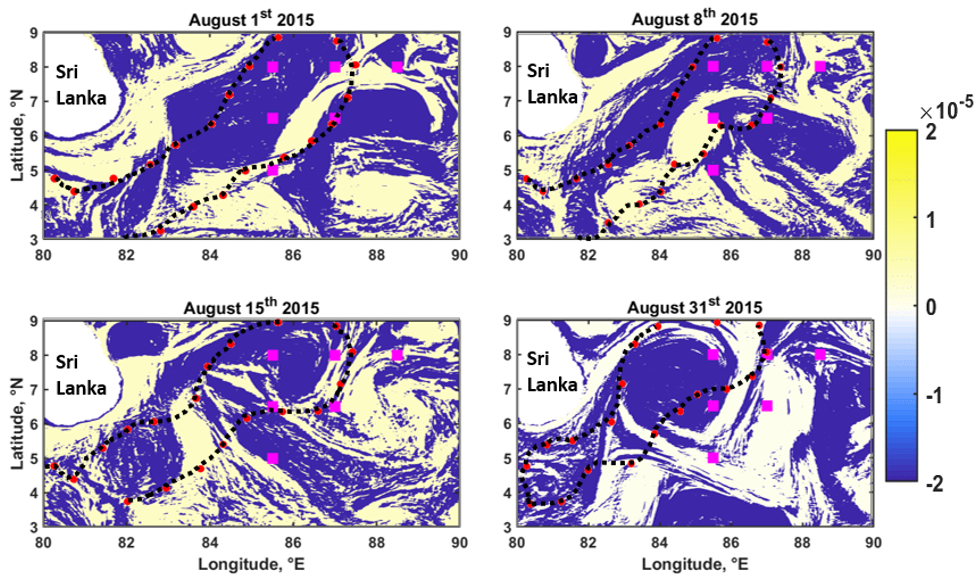 August 1st 2015
August 8th 2015
9
8
7
6
5
4
3
Latitude, °N
Sri
Lanka
80 82 84 86 88 90
9
8
7
6
5
4
3
Sri
Lanka
80 82 84 86 88 90
August 15th 2015
August 31st 2015
9
8
7
6
5
4
3
Latitude, °N
Sri
Lanka
80 82 84 86 88 90
Longitude, °E
9
8
7
6
5
4
3
Sri
Lanka
80 82 84 86 88 90
Longitude, °E
×10-5
2
1
0
-1
-2